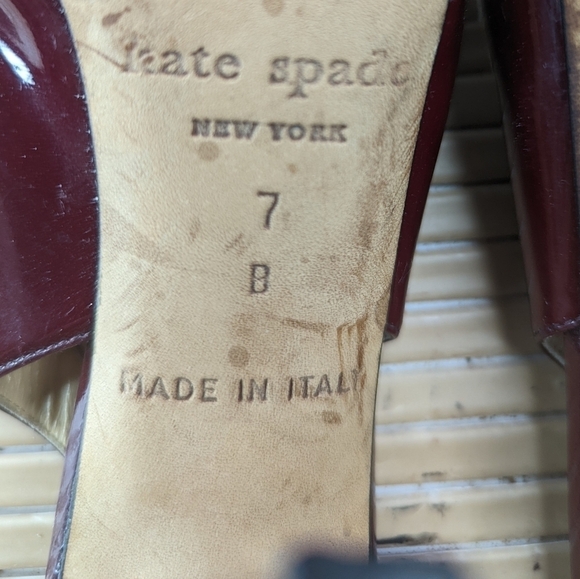 kate spade
NEW YORK
7
B
MADE IN ITALY